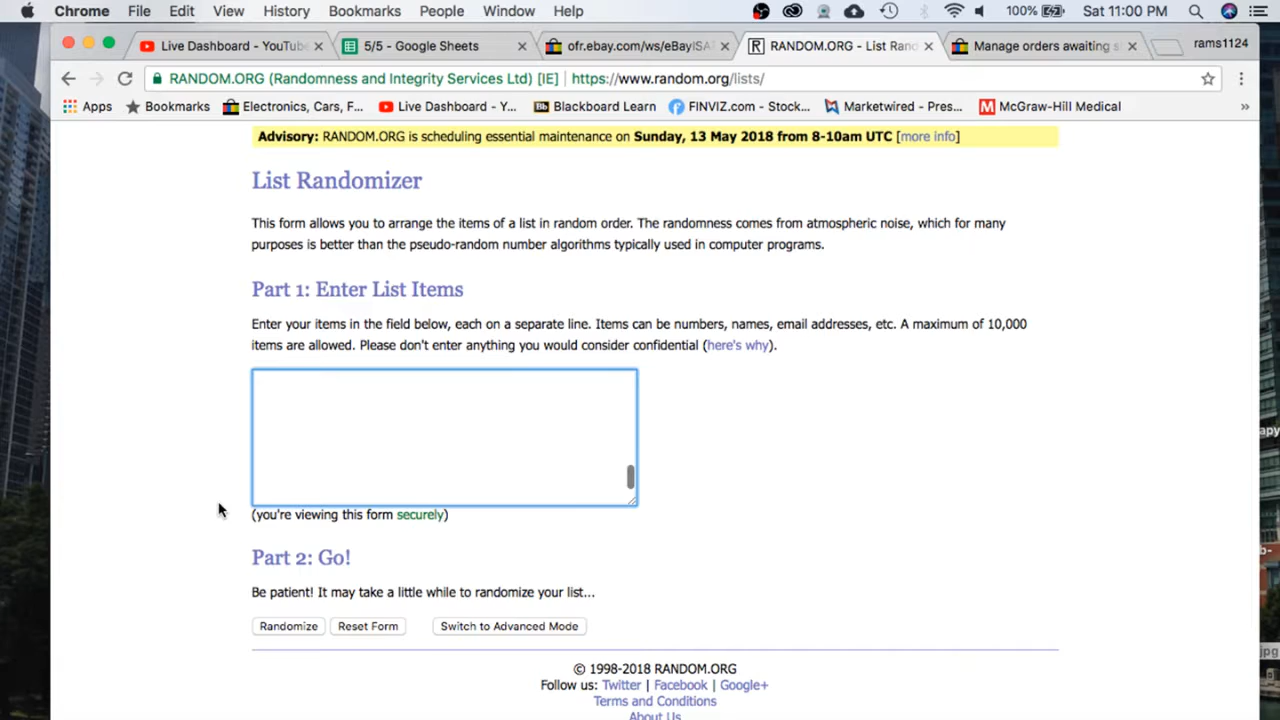 Chrome File Edit View History Bookmarks People Window Help 100% Sat 11:00 PM
Live Dashboard - YouTub 5/5 - Google Sheets ofr.ebay.com/ws/eBayISA RANDOM.ORG - List Ran Manage orders awaiting s rams1124
RANDOM.ORG (Randomness and Integrity Services Ltd) [IE] https://www.random.org/lists/
Apps Bookmarks Electronics, Cars, F... Live Dashboard - Y... Bb Blackboard Learn FINVIZ.com - Stock... Marketwired - Pres... M McGraw-Hill Medical »
Advisory: RANDOM.ORG is scheduling essential maintenance on Sunday, 13 May 2018 from 8-10am UTC [more info]
List Randomizer
This form allows you to arrange the items of a list in random order. The randomness comes from atmospheric noise, which for many
purposes is better than the pseudo-random number algorithms typically used in computer programs.
Part 1: Enter List Items
Enter your items in the field below, each on a separate line. Items can be numbers, names, email addresses, etc. A maximum of 10,000
items are allowed. Please don't enter anything you would consider confidential (here's why).
apy
(you're viewing this form securely)
Part 2: Go!
b-
Be patient! It may take a little while to randomize your list...
Randomize Reset Form Switch to Advanced Mode
jpg
© 1998-2018 RANDOM.ORG
Follow us: Twitter | Facebook | Google+
Terms and Conditions
About Us